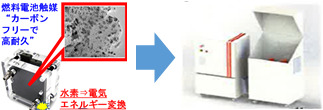 燃料電池触媒
“カーボン
フリーで
高耐久”
水素⇒電気
エネルギー変換